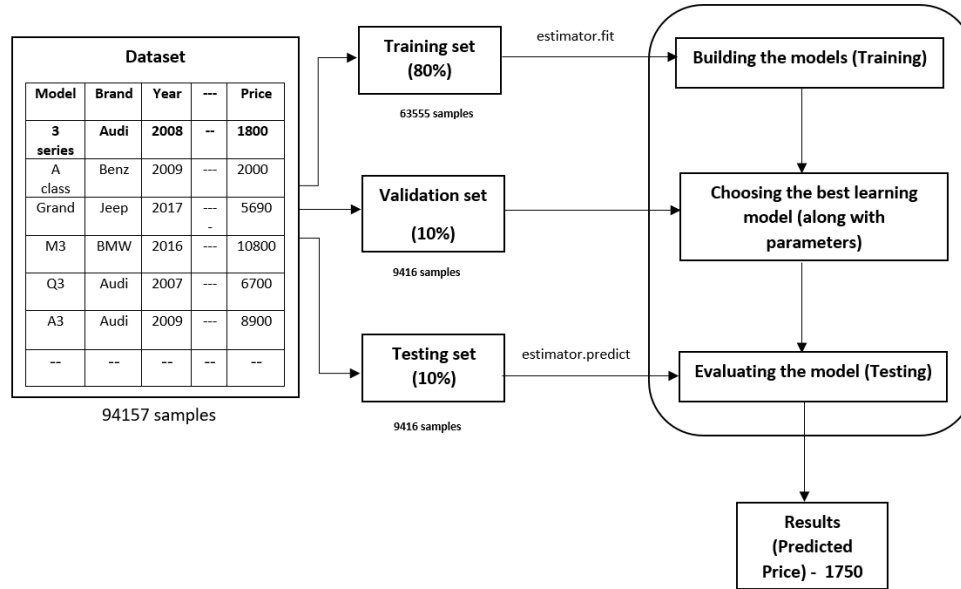 Dataset
Model Brand Year --- Price
3 series Audi 2008 -- 1800
A class Benz 2009 --- 2000
Grand Jeep 2017 ---- 5690
M3 BMW 2016 --- 10800
Q3 Audi 2007 --- 6700
A3 Audi 2009 --- 8900
-- -- -- -- --
94157 samples
Training set
(80%)
63555 samples
Validation set
(10%)
9416 samples
Testing set
(10%)
9416 samples
estimator.fit
estimator.predict
Building the models (Training)
Choosing the best learning
model (along with
parameters)
Evaluating the model (Testing)
Results
(Predicted
Price) - 1750